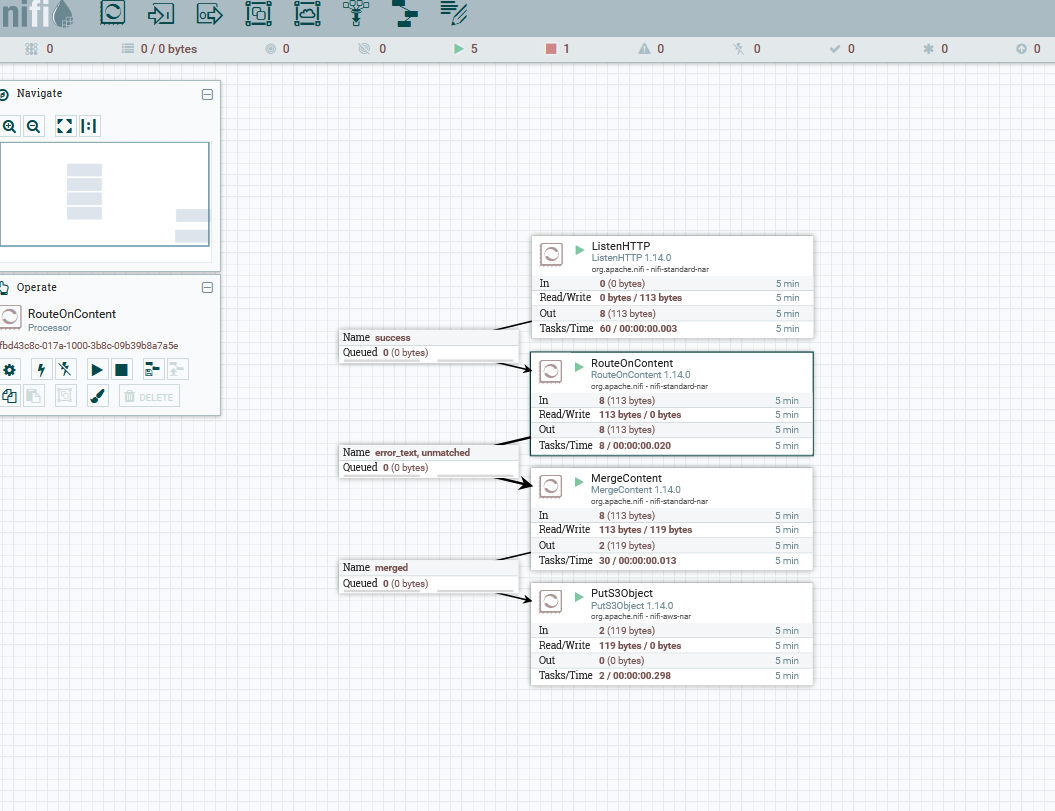 nifi
0
0 / 0 bytes
0
0
5
1
0
0
0
0
0
Navigate
Operate
RouteOnContent
Processor
fbd43c8c-017a-1000-3b8c-09b39b8a7a5e
DELETE
ListenHTTP
ListenHTTP 1.14.0
org.apache.nifi - nifi-standard-nar
In 0 (0 bytes) 5 min
Read/Write 0 bytes / 113 bytes 5 min
Out 8 (113 bytes) 5 min
Tasks/Time 60 / 00:00:00.003 5 min
Name success
Queued 0 (0 bytes)
RouteOnContent
RouteOnContent 1.14.0
org.apache.nifi - nifi-standard-nar
In 8 (113 bytes) 5 min
Read/Write 113 bytes / 0 bytes 5 min
Out 8 (113 bytes) 5 min
Tasks/Time 8 / 00:00:00.020 5 min
Name error_text, unmatched
Queued 0 (0 bytes)
MergeContent
MergeContent 1.14.0
org.apache.nifi - nifi-standard-nar
In 8 (113 bytes) 5 min
Read/Write 113 bytes / 119 bytes 5 min
Out 2 (119 bytes) 5 min
Tasks/Time 30 / 00:00:00.013 5 min
Name merged
Queued 0 (0 bytes)
PutS3Object
PutS3Object 1.14.0
org.apache.nifi - nifi-aws-nar
In 2 (119 bytes) 5 min
Read/Write 119 bytes / 0 bytes 5 min
Out 0 (0 bytes) 5 min
Tasks/Time 2 / 00:00:00.298 5 min